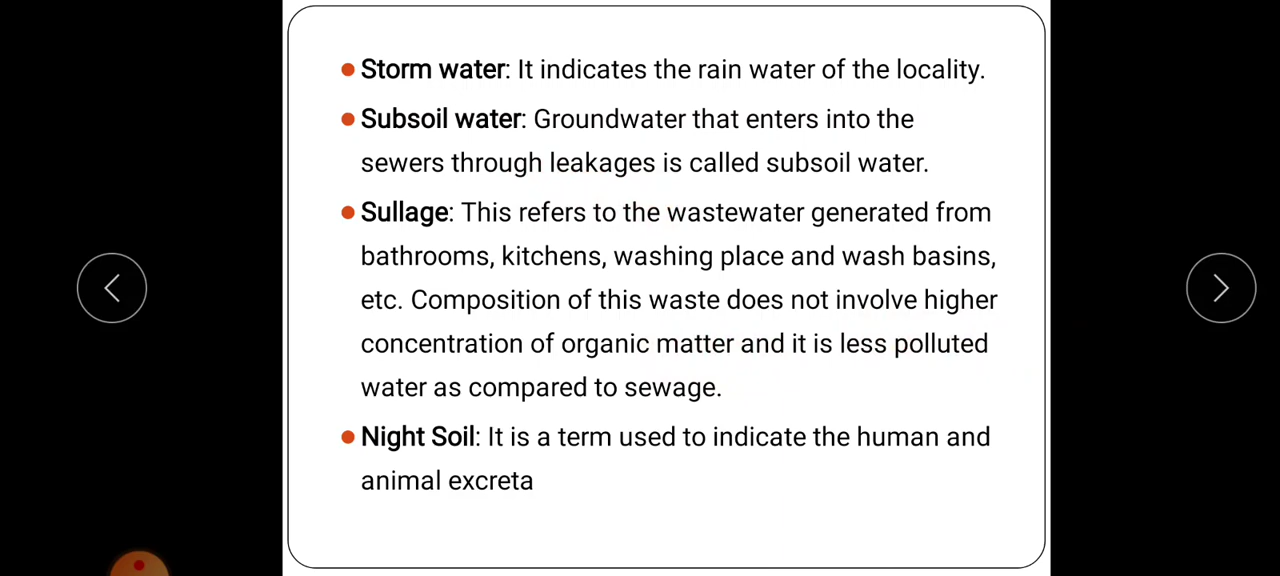 Storm water: It indicates the rain water of the locality.
Subsoil water: Groundwater that enters into the
sewers through leakages is called subsoil water.
Sullage: This refers to the wastewater generated from
bathrooms, kitchens, washing place and wash basins,
etc. Composition of this waste does not involve higher
concentration of organic matter and it is less polluted
water as compared to sewage.
Night Soil: It is a term used to indicate the human and
animal excreta